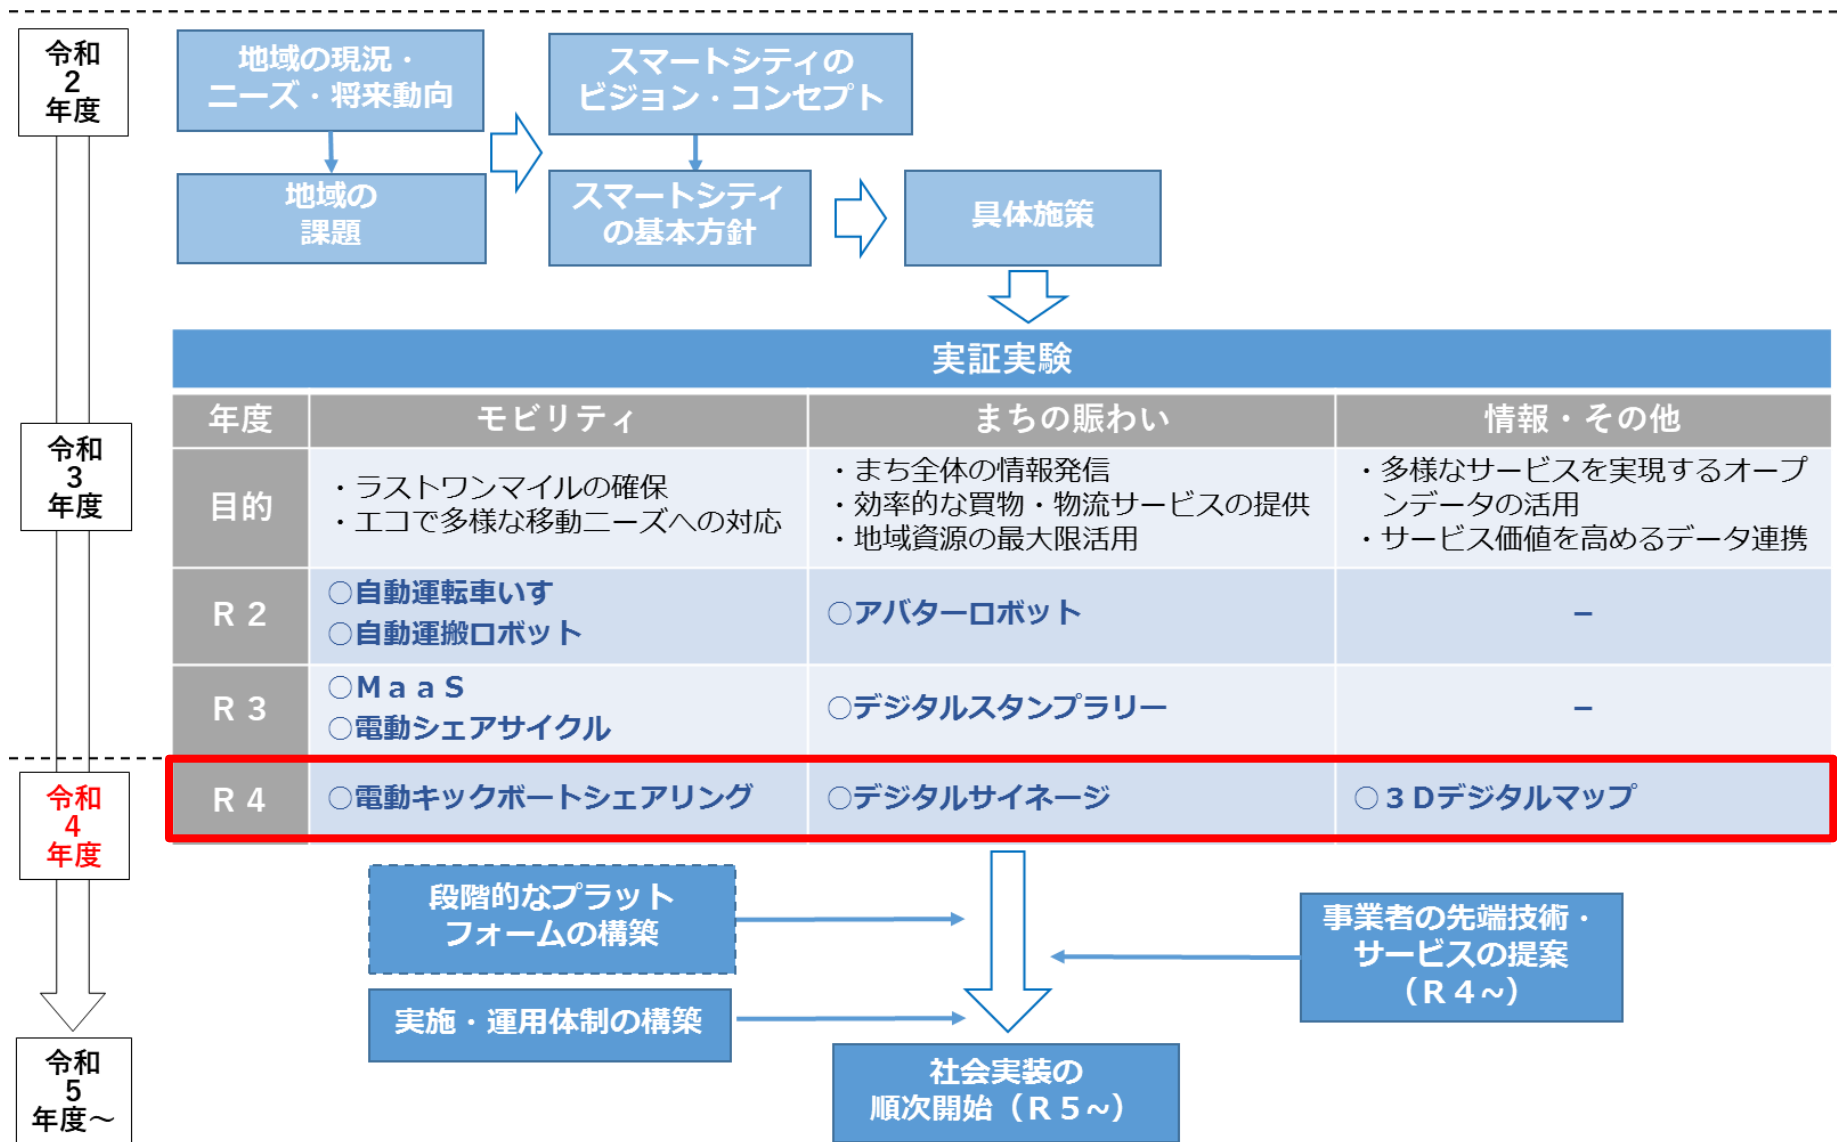 令和
2
年度
地域の現況・
ニーズ・将来動向
スマートシティの
ビジョン・コンセプト
地域の
課題
スマートシティ
の基本方針
具体施策
実証実験
年度
モビリティ
まちの賑わい
情報・その他
令和
3
年度
目的
・ラストワンマイルの確保
・エコで多様な移動ニーズへの対応
・まち全体の情報発信
・効率的な買物・物流サービスの提供
・地域資源の最大限活用
・多様なサービスを実現するオープ
ンデータの活用
・サービス価値を高めるデータ連携
R 2
○自動運転車いす
○自動運搬ロボット
○アバターロボット
－
R 3
○MaaS
○電動シェアサイクル
○デジタルスタンプラリー
－
令和
4
年度
R 4
○電動キックボートシェアリング
○デジタルサイネージ
○３Dデジタルマップ
段階的なプラット
フォームの構築
事業者の先端技術・
サービスの提案
（R４~）
実施・運用体制の構築
令和
5
年度～
社会実装の
順次開始（R５~）